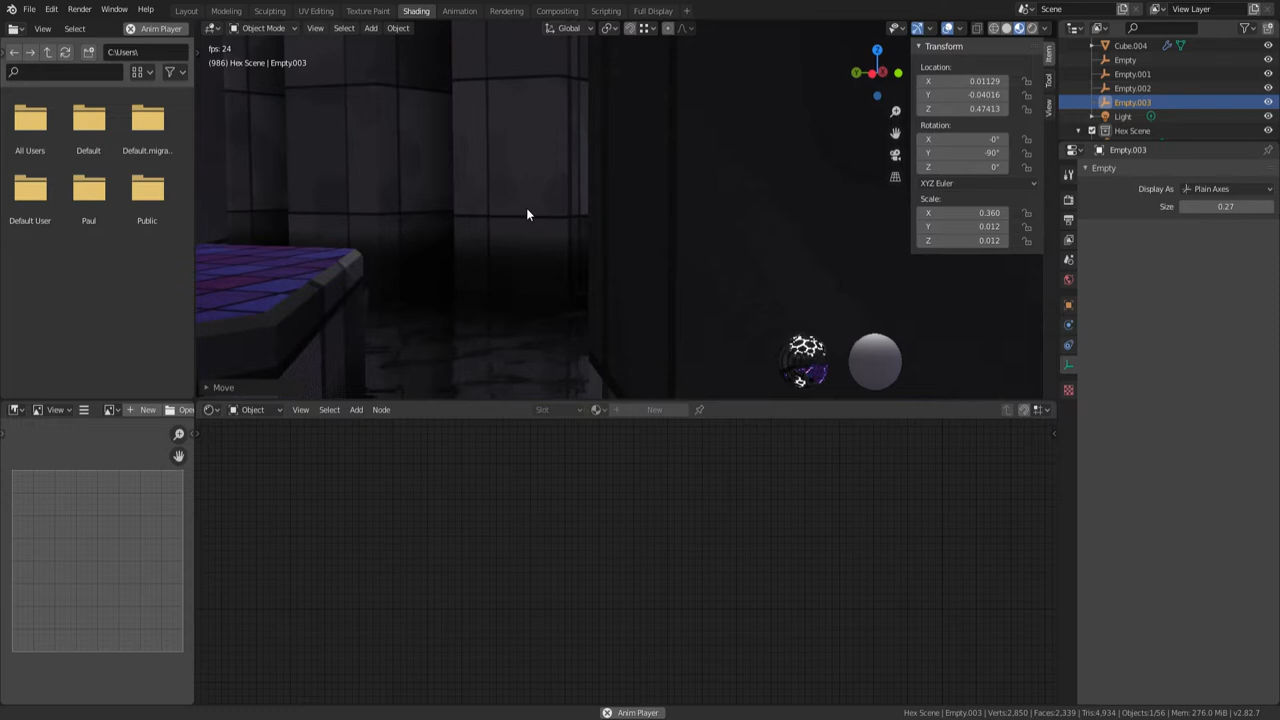 File Edit Render Window Help Layout Modeling Sculpting UV Editing Texture Paint Shading Animation Rendering Compositing Scripting Full Display + Scene View Layer
View Select Anim Player Object Mode View Select Add Object Global
C:\Users\
fps: 24
(986) Hex Scene | Empty.003
All Users Default Default.migra...
Default User Paul Public
Transform
Location:
X 0.01129
Y -0.04016
Z 0.47413
Rotation:
X -0°
Y -90°
Z 0°
XYZ Euler
Scale:
X 0.360
Y 0.012
Z 0.012
Item
Tool
View
Z
Y
Cube.004
Empty
Empty.001
Empty.002
Empty.003
Light
Hex Scene
Empty.003
Empty
Display As Plain Axes
Size 0.27
Move
View + New Open
Object View Select Add Node Slot + New
Anim Player
Hex Scene | Empty.003 | Verts:2,850 | Faces:2,339 | Tris:4,934 | Objects:1/56 | Mem: 276.0 MiB | v2.82.7